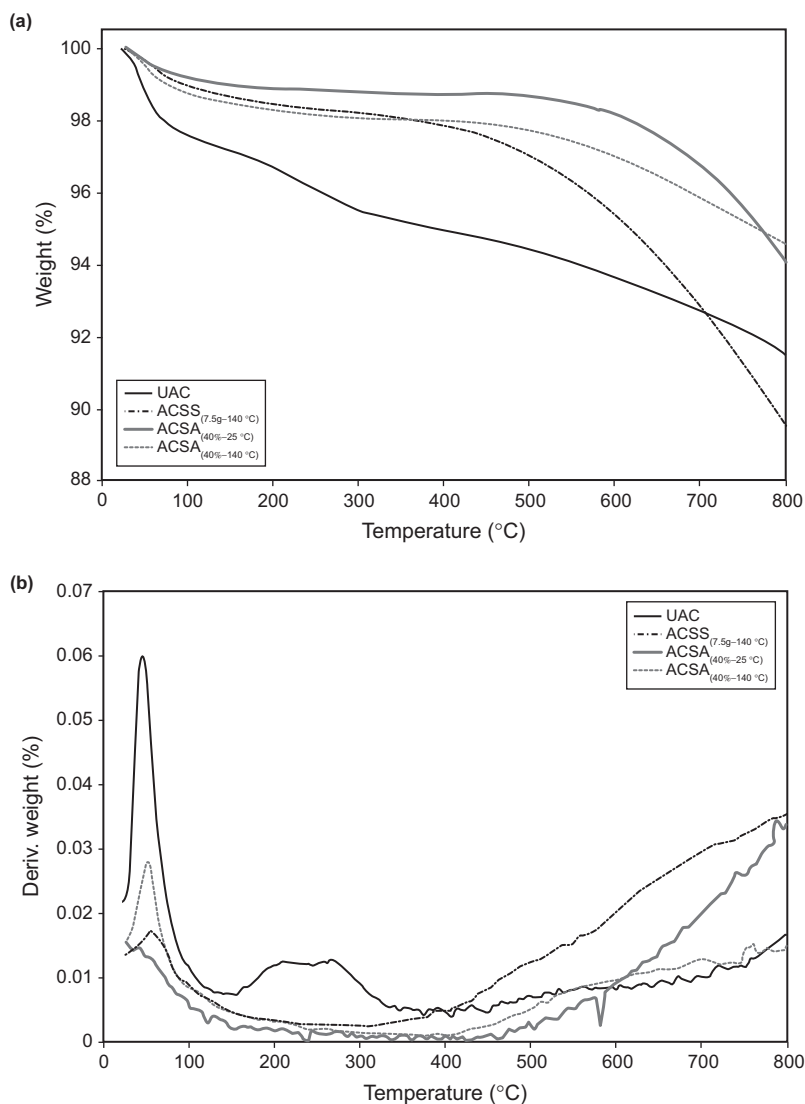 (a)
100
98
96
94
92
90
88
Weight (%)
UAC
ACSS(7.5g–140 °C)
ACSA(40%–25 °C)
ACSA(40%–140 °C)
0 100 200 300 400 500 600 700 800
Temperature (°C)
(b)
0.07
0.06
0.05
0.04
0.03
0.02
0.01
0
Deriv. weight (%)
UAC
ACSS(7.5g–140 °C)
ACSA(40%–25 °C)
ACSA(40%–140 °C)
0 100 200 300 400 500 600 700 800
Temperature (°C)